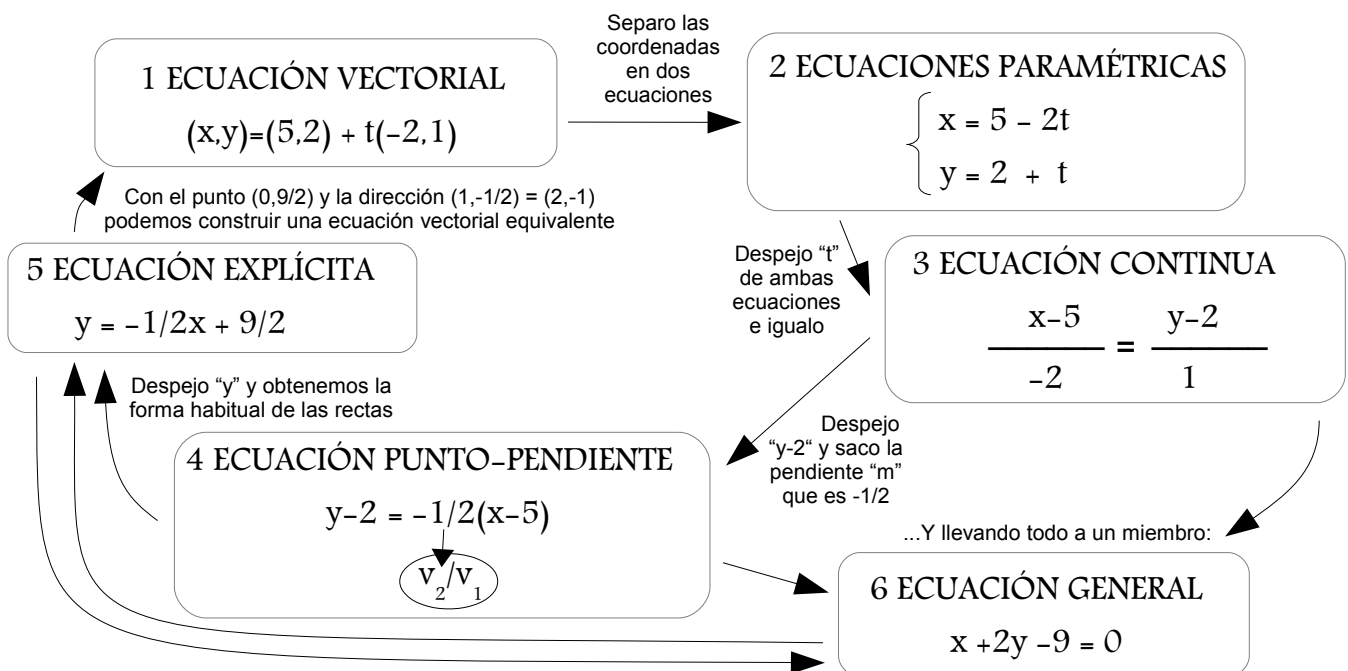 1 ECUACIÓN VECTORIAL
(x,y)=(5,2) + t(-2,1)
Separo las
coordenadas
en dos
ecuaciones
2 ECUACIONES PARAMÉTRICAS
x = 5 - 2t
y = 2 + t
Con el punto (0,9/2) y la dirección (1,-1/2) = (2,-1)
podemos construir una ecuación vectorial equivalente
Despejo “t”
de ambas
ecuaciones
e igualo
3 ECUACIÓN CONTINUA
x-5 = y-2
-2 1
5 ECUACIÓN EXPLÍCITA
y = -1/2x + 9/2
Despejo “y” y obtenemos la
forma habitual de las rectas
Despejo
“y-2“ y saco la
pendiente “m”
que es -1/2
4 ECUACIÓN PUNTO-PENDIENTE
y-2 = -1/2(x-5)
v2/v1
...Y llevando todo a un miembro:
6 ECUACIÓN GENERAL
x +2y -9 = 0